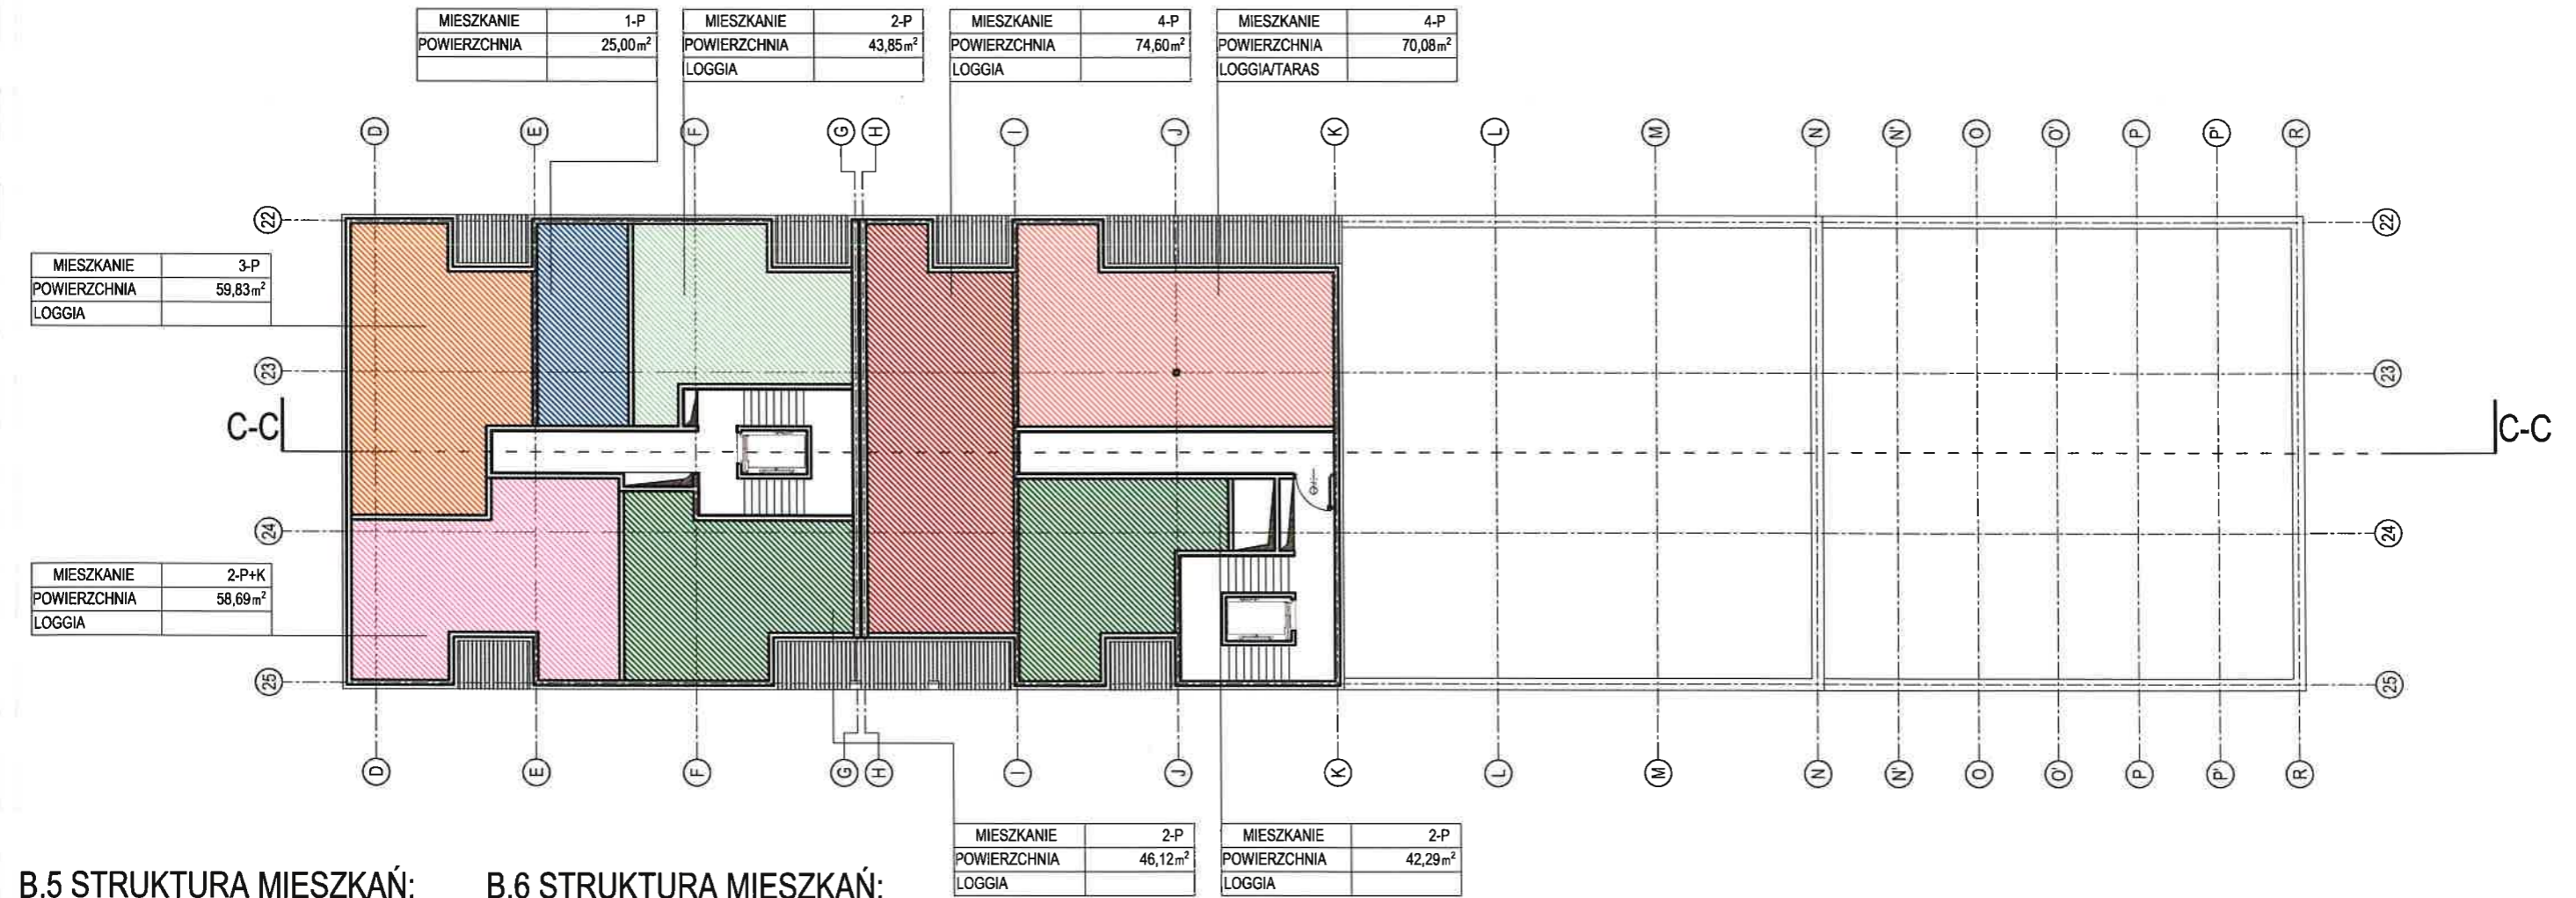 MIESZKANIE 1-P
POWIERZCHNIA 25,00m²
MIESZKANIE 2-P
POWIERZCHNIA 43,85m²
LOGGIA
MIESZKANIE 4-P
POWIERZCHNIA 74,60m²
LOGGIA
MIESZKANIE 4-P
POWIERZCHNIA 70,08m²
LOGGIA/TARAS
D E F G H I J K L M N N' O O' P P' R
22 22
MIESZKANIE 3-P
POWIERZCHNIA 59,83m²
LOGGIA
23 23
C-C C-C
24 24
MIESZKANIE 2-P+K
POWIERZCHNIA 58,69m²
LOGGIA
25 25
D E F G H I J K L M N N' O O' P P' R
MIESZKANIE 2-P
POWIERZCHNIA 46,12m²
LOGGIA
MIESZKANIE 2-P
POWIERZCHNIA 42,29m²
LOGGIA
B.5 STRUKTURA MIESZKAŃ:
B.6 STRUKTURA MIESZKAŃ: